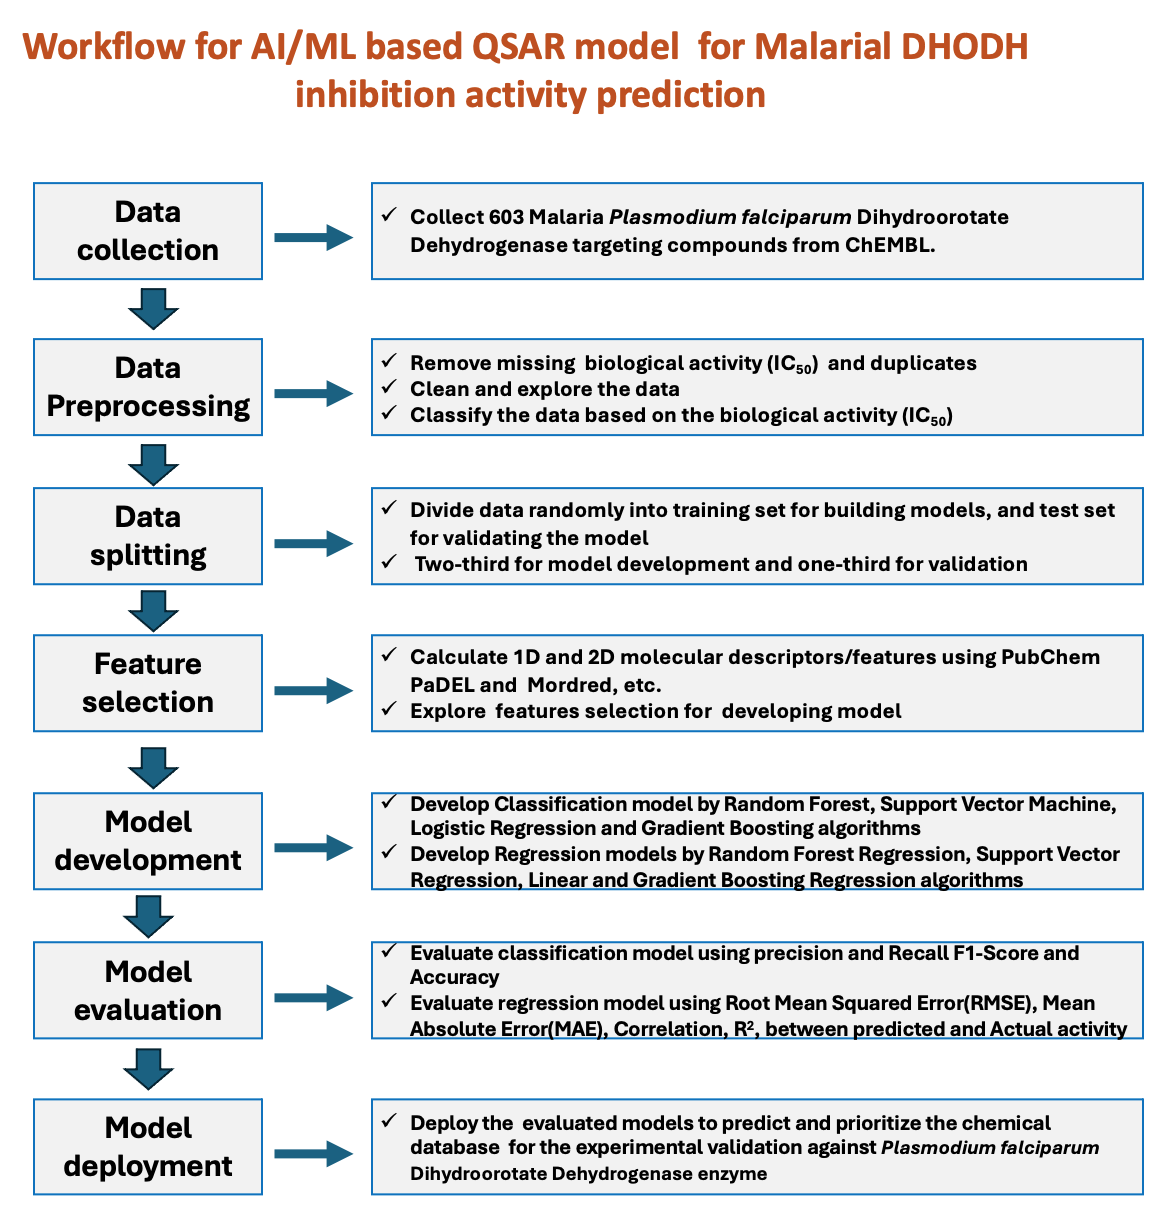 Workflow for AI/ML based QSAR model for Malarial DHODH
inhibition activity prediction
Data
collection
✓ Collect 603 Malaria Plasmodium falciparum Dihydroorotate
Dehydrogenase targeting compounds from ChEMBL.
Data
Preprocessing
✓ Remove missing biological activity (IC₅₀) and duplicates
✓ Clean and explore the data
✓ Classify the data based on the biological activity (IC₅₀)
Data
splitting
✓ Divide data randomly into training set for building models, and test set
for validating the model
✓ Two-third for model development and one-third for validation
Feature
selection
✓ Calculate 1D and 2D molecular descriptors/features using PubChem
PaDEL and Mordred, etc.
✓ Explore features selection for developing model
Model
development
✓ Develop Classification model by Random Forest, Support Vector Machine,
Logistic Regression and Gradient Boosting algorithms
✓ Develop Regression models by Random Forest Regression, Support Vector
Regression, Linear and Gradient Boosting Regression algorithms
Model
evaluation
✓ Evaluate classification model using precision and Recall F1-Score and
Accuracy
✓ Evaluate regression model using Root Mean Squared Error(RMSE), Mean
Absolute Error(MAE), Correlation, R², between predicted and Actual activity
Model
deployment
✓ Deploy the evaluated models to predict and prioritize the chemical
database for the experimental validation against Plasmodium falciparum
Dihydroorotate Dehydrogenase enzyme